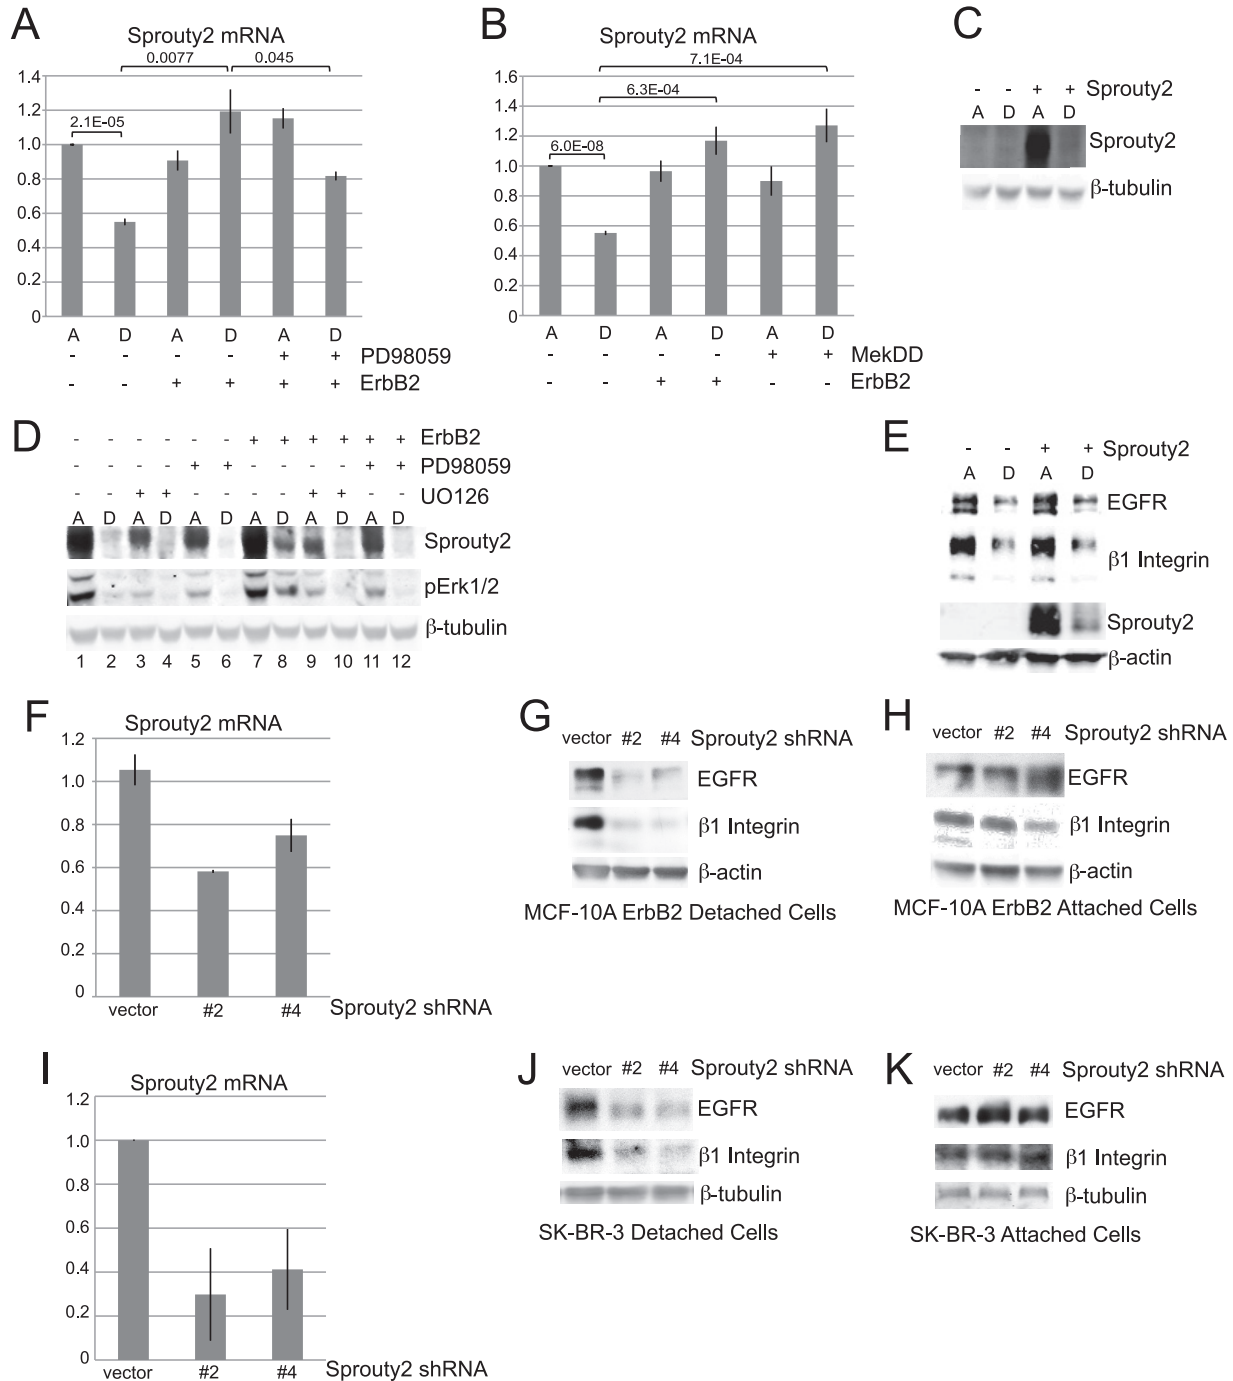 A
Sprouty2 mRNA
0.0077
0.045
2.1E-05
1.4
1.2
1.0
0.8
0.6
0.4
0.2
0
A D A D A D
- - - - + + PD98059
- - + + + + ErbB2
B
Sprouty2 mRNA
7.1E-04
6.3E-04
6.0E-08
1.6
1.4
1.2
1.0
0.8
0.6
0.4
0.2
0
A D A D A D
- - - - + + MekDD
- - + + - - ErbB2
C
- - + + Sprouty2
A D A D
Sprouty2
β-tubulin
D
- - - - - - + + + + + + ErbB2
- - - - + + - - - - + + PD98059
- - + + - - - - + + - - UO126
A D A D A D A D A D A D
Sprouty2
pErk1/2
β-tubulin
1 2 3 4 5 6 7 8 9 10 11 12
E
- - + + Sprouty2
A D A D
EGFR
β1 Integrin
Sprouty2
β-actin
F
Sprouty2 mRNA
1.2
1.0
0.8
0.6
0.4
0.2
0
vector #2 #4 Sprouty2 shRNA
G
vector #2 #4 Sprouty2 shRNA
EGFR
β1 Integrin
β-actin
MCF-10A ErbB2 Detached Cells
H
vector #2 #4 Sprouty2 shRNA
EGFR
β1 Integrin
β-actin
MCF-10A ErbB2 Attached Cells
I
Sprouty2 mRNA
1.2
1.0
0.8
0.6
0.4
0.2
0
vector #2 #4 Sprouty2 shRNA
J
vector #2 #4 Sprouty2 shRNA
EGFR
β1 Integrin
β-tubulin
SK-BR-3 Detached Cells
K
vector #2 #4 Sprouty2 shRNA
EGFR
β1 Integrin
β-tubulin
SK-BR-3 Attached Cells